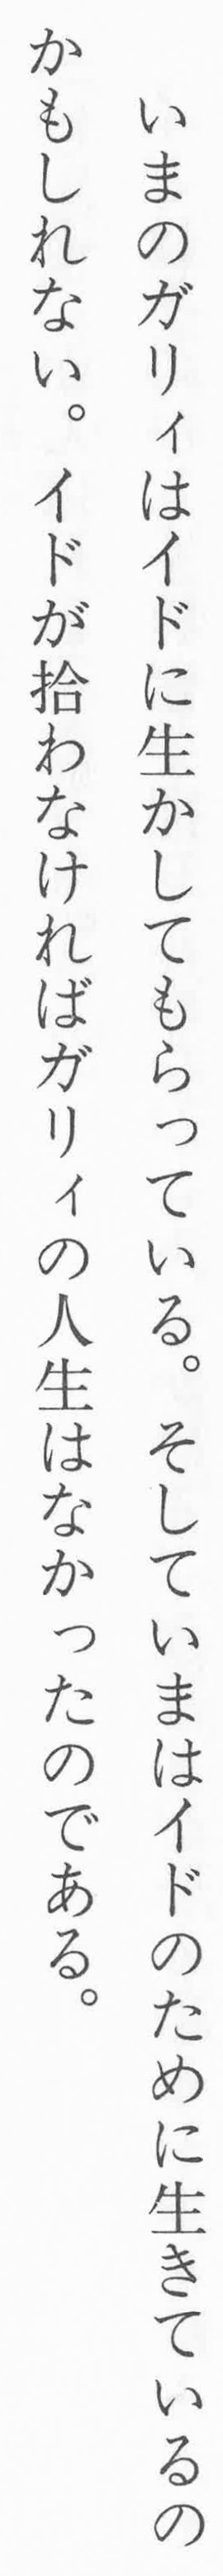 いまのガリィはイドに生かしてもらっている。そしていまはイドのために生きているの
かもしれない。イドが拾わなければガリィの人生はなかったのである。